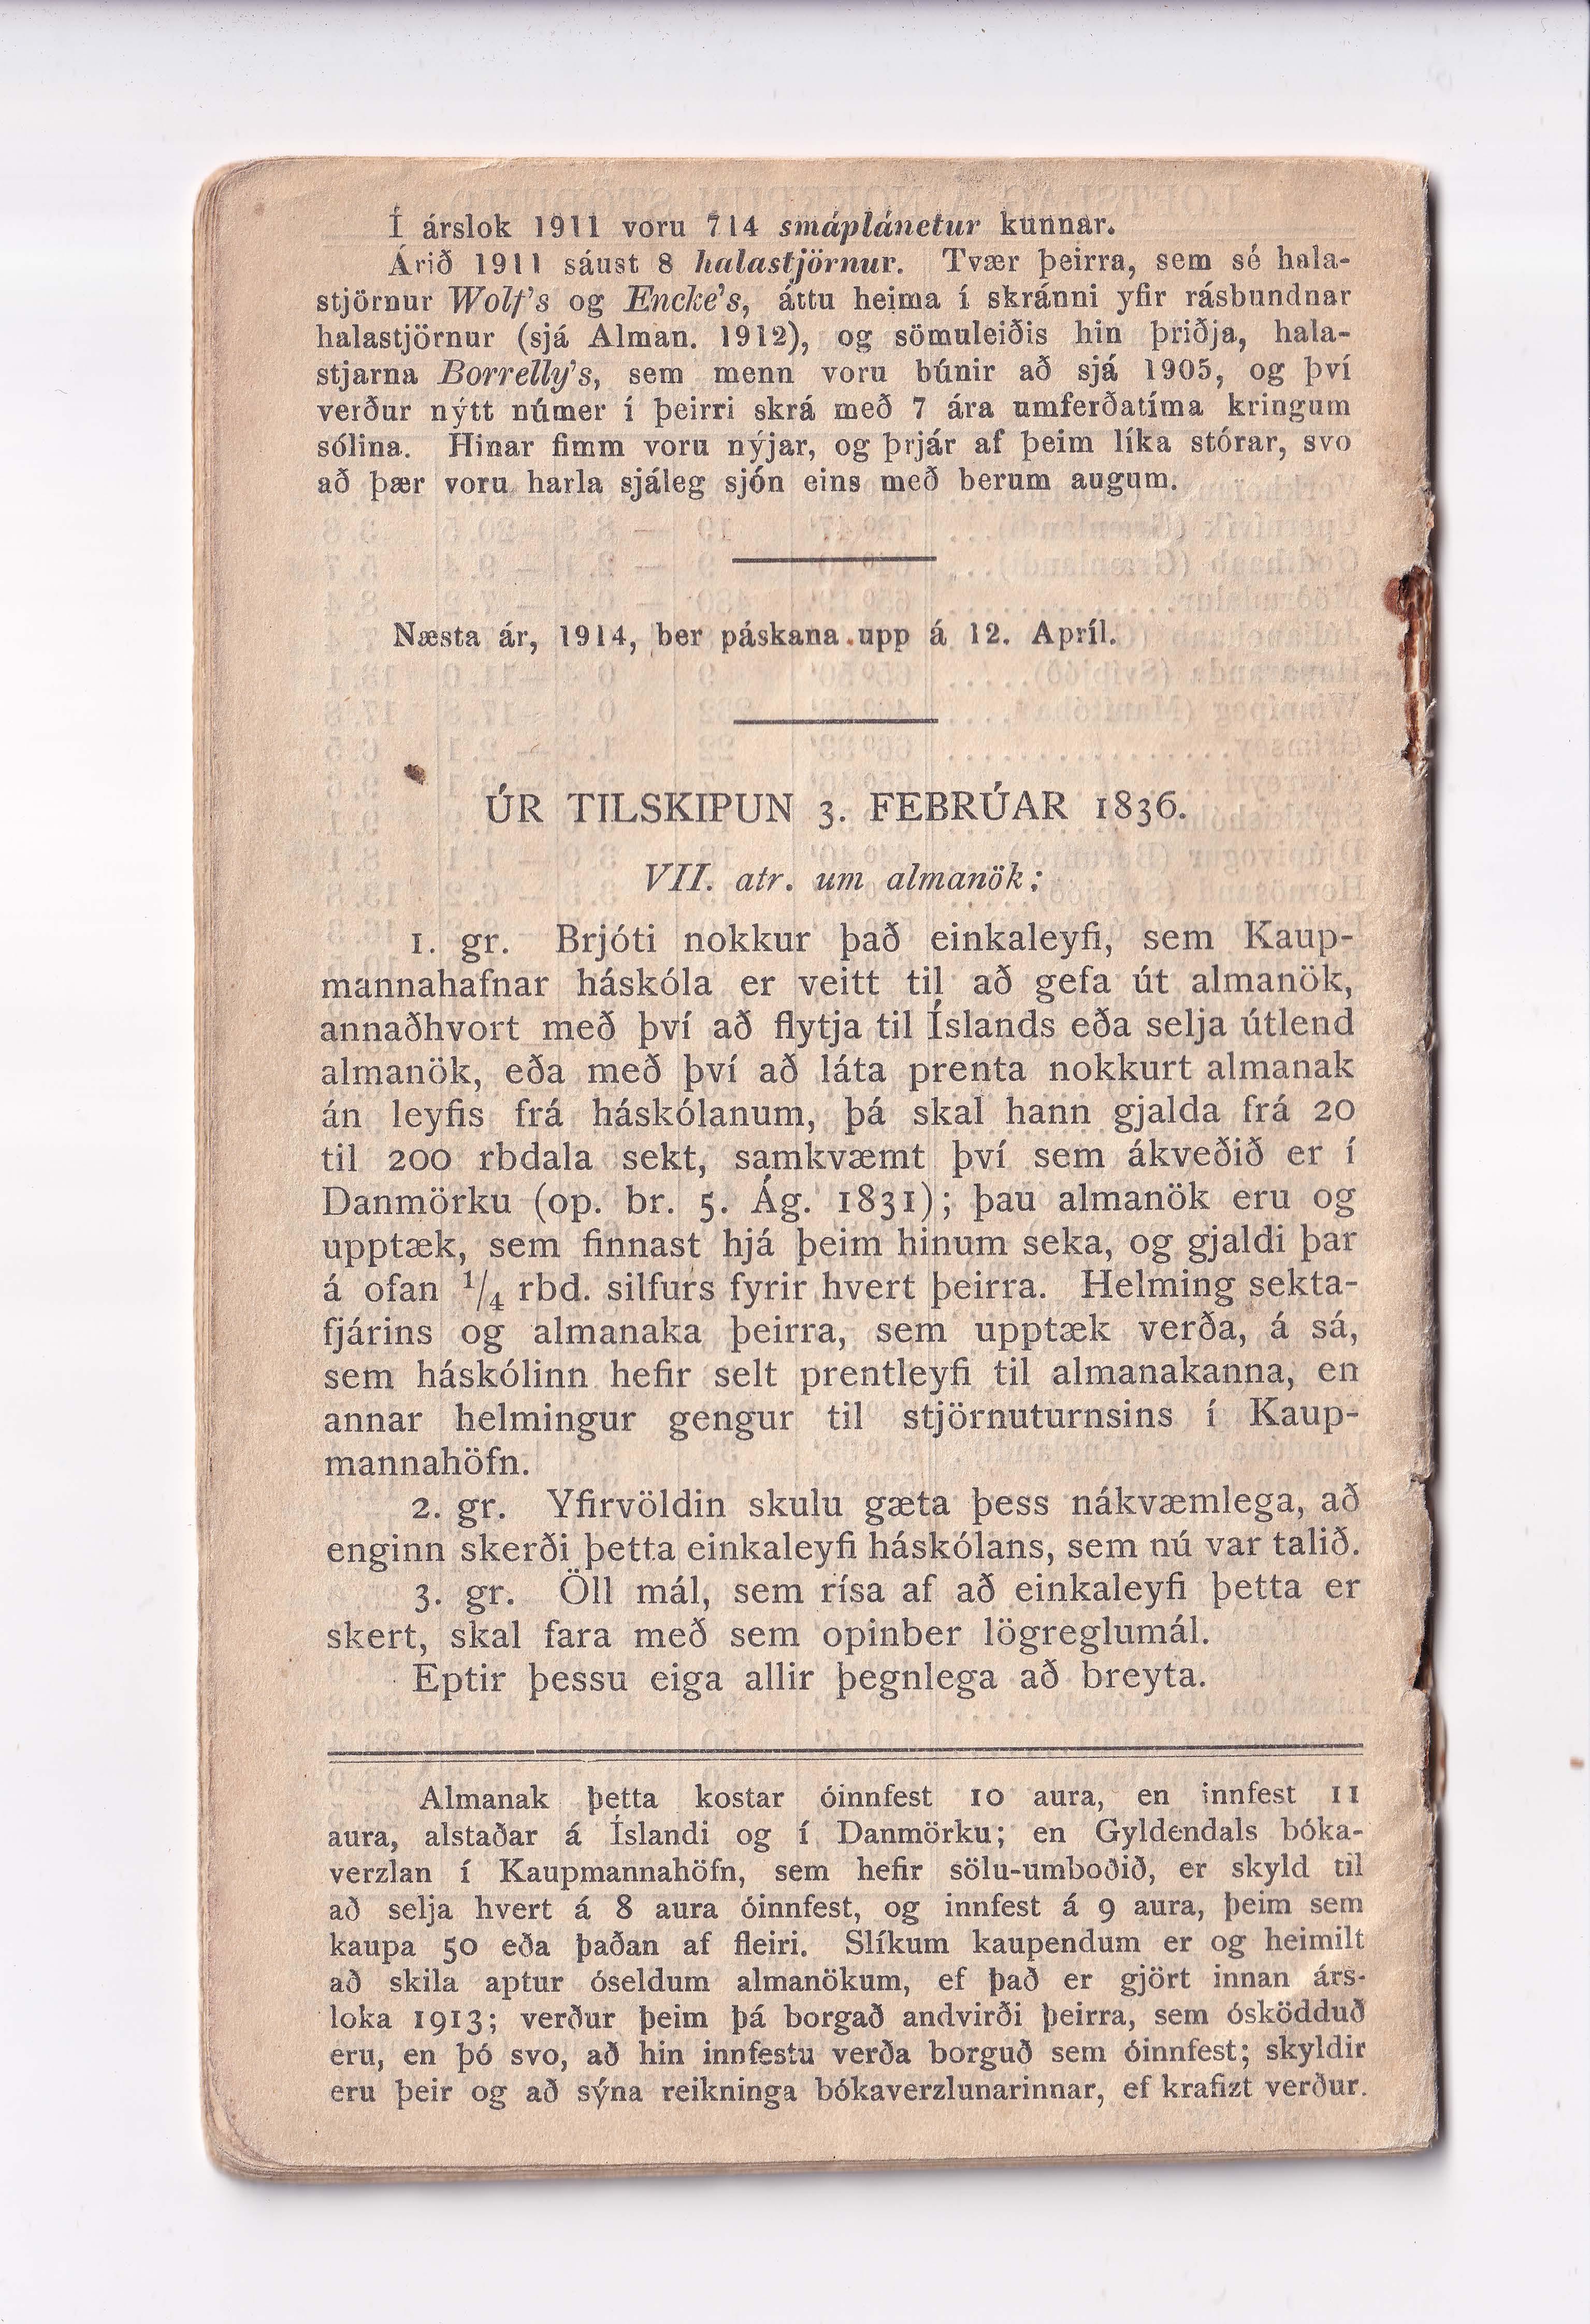 Í árslok 1911 voru 714 smáplánetur kunnar.
Árið 1911 sáust 8 halastjörnur. Tvær þeirra, sem sé hala-
stjörnur Wolf's og Encke's, áttu heima í skránni yfir rásbundnar
halastjörnur (sjá Alman. 1912), og sömuleiðis hin þriðja, hala-
stjarna Borrelly's, sem menn voru búnir að sjá 1905, og því
verður nýtt númer í þeirri skrá með 7 ára umferðatíma kringum
sólina. Hinar fimm voru nýjar, og þrjár af þeim líka stórar, svo
að þær voru harla sjáleg sjón eins með berum augum.
Næsta ár, 1914, ber páskana upp á 12. Apríl.
ÚR TILSKIPUN 3. FEBRÚAR 1836.
VII. atr. um almanök:
1. gr. Brjóti nokkur það einkaleyfi, sem Kaup-
mannahafnar háskóla er veitt til að gefa út almanök,
annaðhvort með því að flytja til Íslands eða selja útlend
almanök, eða með því að láta prenta nokkurt almanak
án leyfis frá háskólanum, þá skal hann gjalda frá 20
til 200 rbdala sekt, samkvæmt því sem ákveðið er í
Danmörku (op. br. 5. Ág. 1831); þau almanök eru og
upptæk, sem finnast hjá þeim hinum seka, og gjaldi þar
á ofan 1/4 rbd. silfurs fyrir hvert þeirra. Helming sekta-
fjárins og almanaka þeirra, sem upptæk verða, á sá,
sem háskólinn hefir selt prentleyfi til almanakanna, en
annar helmingur gengur til stjörnuturnsins í Kaup-
mannahöfn.
2. gr. Yfirvöldin skulu gæta þess nákvæmlega, að
enginn skerði þetta einkaleyfi háskólans, sem nú var talið.
3. gr. Öll mál, sem rísa af að einkaleyfi þetta er
skert, skal fara með sem opinber lögreglumál.
Eptir þessu eiga allir þegnlega að breyta.
Almanak þetta kostar óinnfest 10 aura, en innfest 11
aura, alstaðar á Íslandi og í Danmörku; en Gyldendals bóka-
verzlan í Kaupmannahöfn, sem hefir sölu-umboðið, er skyld til
að selja hvert á 8 aura óinnfest, og innfest á 9 aura, þeim sem
kaupa 50 eða þaðan af fleiri. Slíkum kaupendum er og heimilt
að skila aptur óseldum almanökum, ef það er gjört innan árs-
loka 1913; verður þeim þá borgað andvirði þeirra, sem ósködduð
eru, en þó svo, að hin innfestu verða borguð sem óinnfest; skyldir
eru þeir og að sýna reikninga bókaverzlunarinnar, ef krafizt verður.